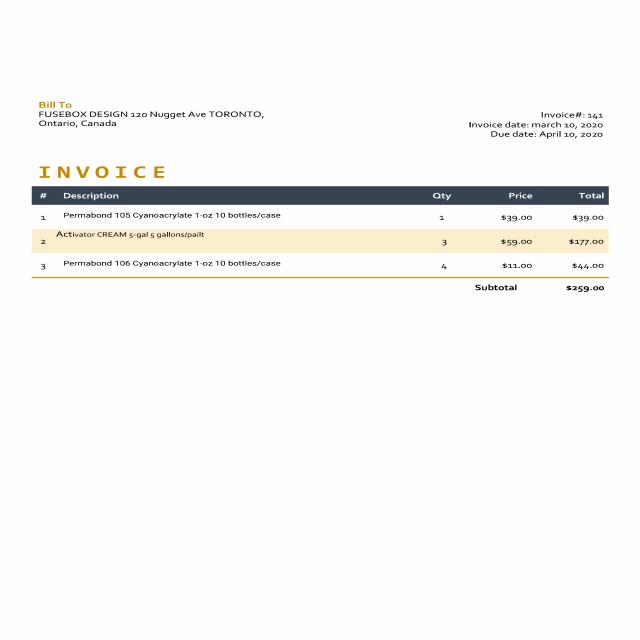 Bill To
FUSEBOX DESIGN 120 Nugget Ave TORONTO,
Ontario, Canada
Invoice#: 141
Invoice date: march 10, 2020
Due date: April 10, 2020
INVOICE
# Description Qty Price Total
1 Permabond 105 Cyanoacrylate 1-oz 10 bottles/case 1 $39.00 $39.00
2 Activator CREAM 5-gal 5 gallons/pailt 3 $59.00 $177.00
3 Permabond 106 Cyanoacrylate 1-oz 10 bottles/case 4 $11.00 $44.00
Subtotal $259.00